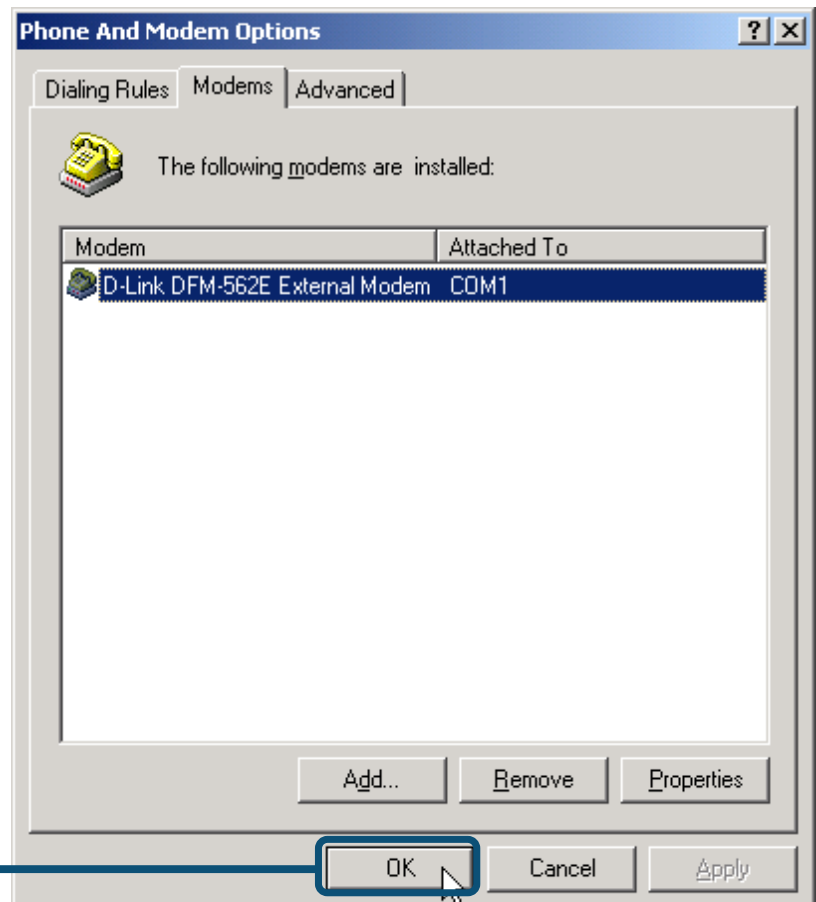 Phone And Modem Options
Dialing Rules Modems Advanced
The following modems are installed:
Modem Attached To
D-Link DFM-562E External Modem COM1
Add... Remove Properties
OK Cancel Apply